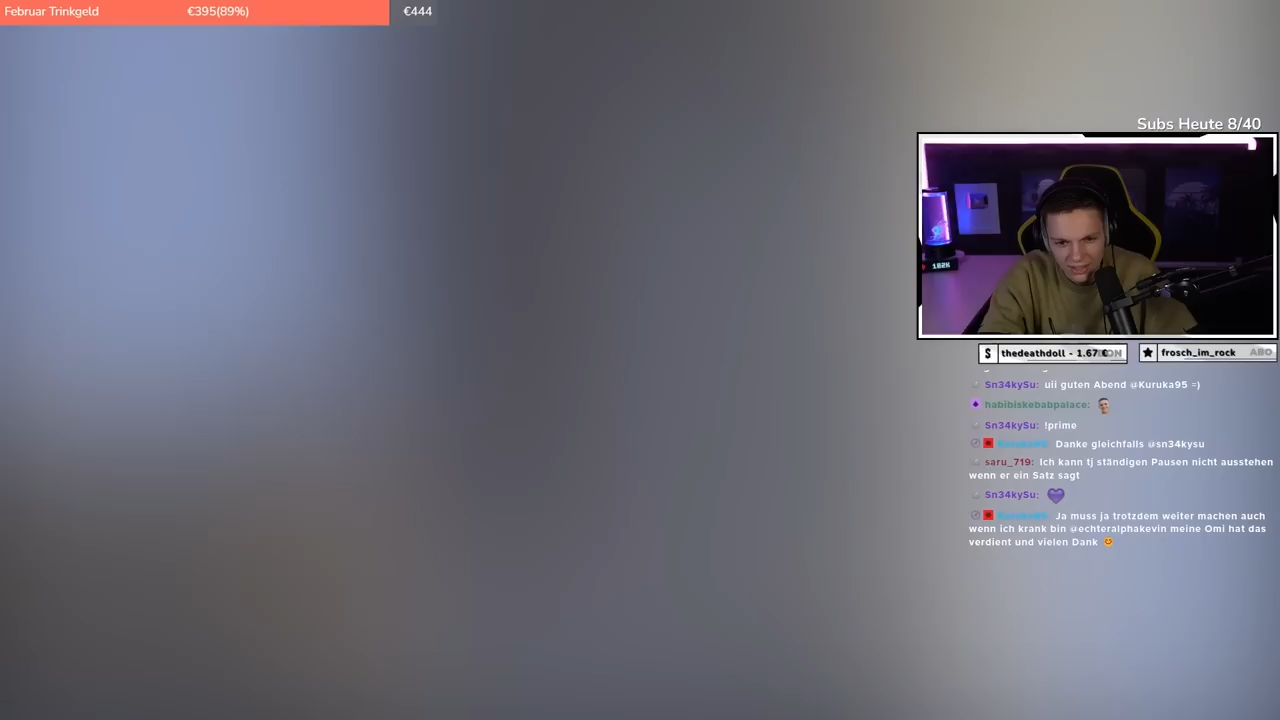 Februar Trinkgeld €395(89%) €444
Subs Heute 8/40
182K
thedeathdoll - 1.67 €
frosch_im_rock ABO
Sn34kySu: uii guten Abend @Kuruka95 =)
habibiskebabpalace:
Sn34kySu: !prime
Danke gleichfalls @sn34kysu
saru_719: Ich kann tj ständigen Pausen nicht ausstehen
wenn er ein Satz sagt
Sn34kySu: 💜
Ja muss ja trotzdem weiter machen auch
wenn ich krank bin @echteralphakevin meine Omi hat das
verdient und vielen Dank 😊